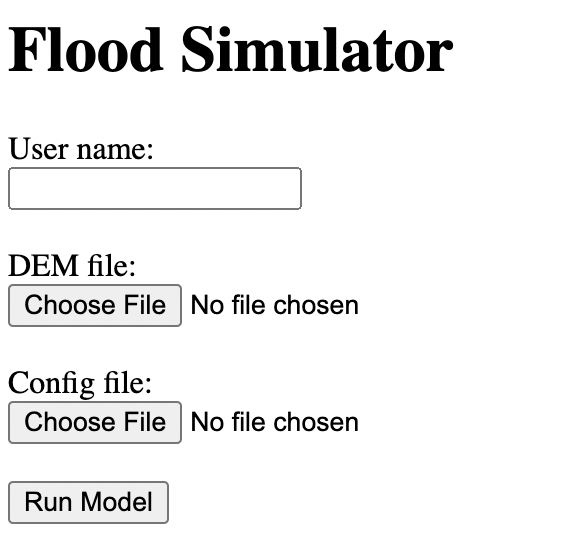 Flood Simulator
User name:
DEM file:
Choose File No file chosen
Config file:
Choose File No file chosen
Run Model